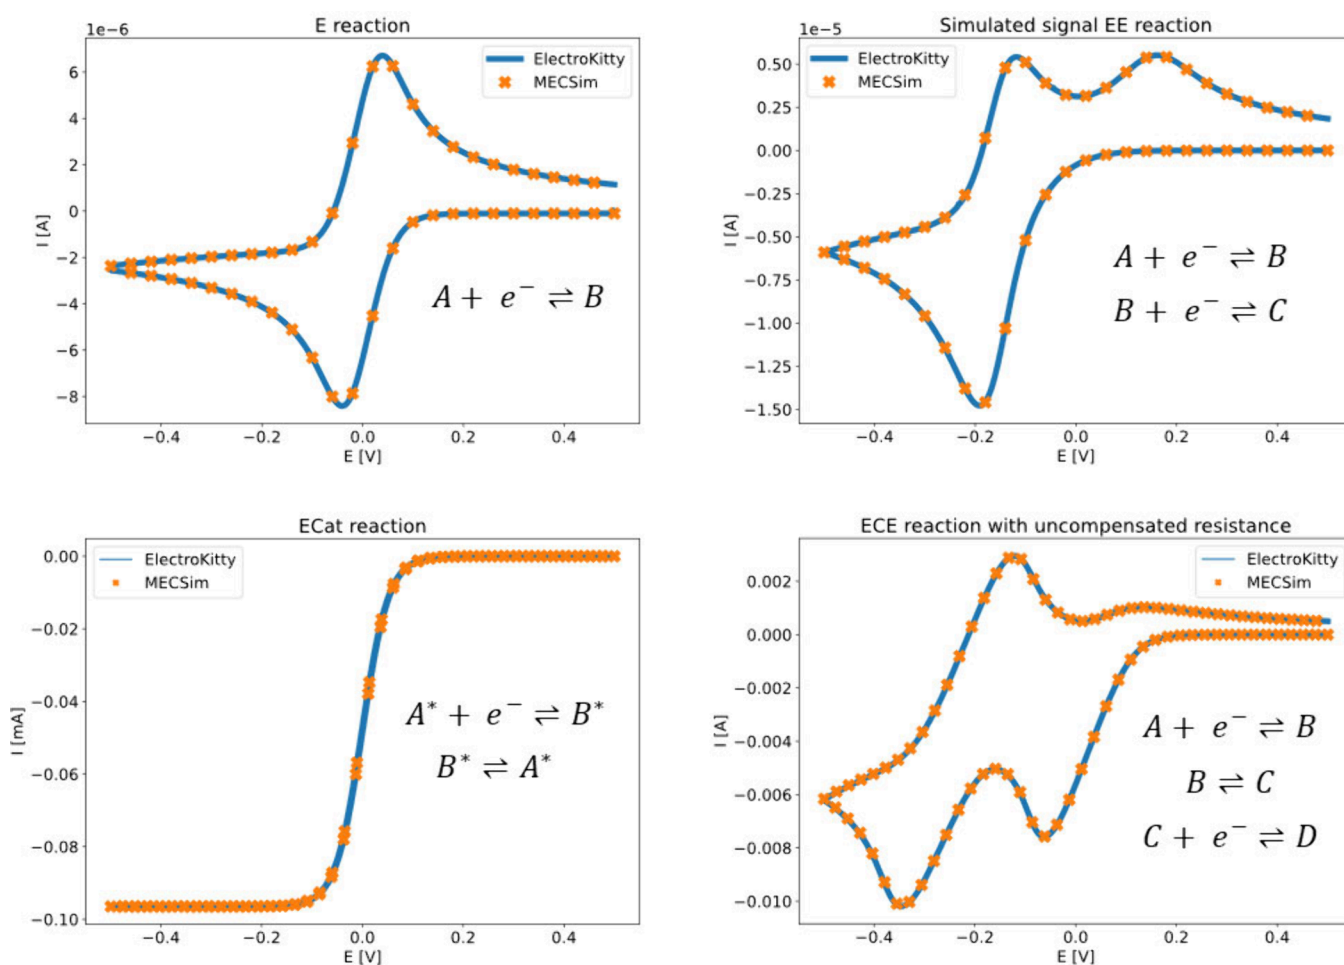 E reaction
1e−6
ElectroKitty
MECSim
6
4
2
0
−2
−4
−6
−8
I [A]
A + e⁻ ⇌ B
−0.4 −0.2 0.0 0.2 0.4
E [V]
Simulated signal EE reaction
1e−5
ElectroKitty
MECSim
0.50
0.25
0.00
−0.25
−0.50
−0.75
−1.00
−1.25
−1.50
I [A]
A + e⁻ ⇌ B
B + e⁻ ⇌ C
−0.4 −0.2 0.0 0.2 0.4
E [V]
ECat reaction
ElectroKitty
MECSim
0.00
−0.02
−0.04
−0.06
−0.08
−0.10
I [mA]
A* + e⁻ ⇌ B*
B* ⇌ A*
−0.4 −0.2 0.0 0.2 0.4
E [V]
ECE reaction with uncompensated resistance
ElectroKitty
MECSim
0.002
0.000
−0.002
−0.004
−0.006
−0.008
−0.010
I [A]
A + e⁻ ⇌ B
B ⇌ C
C + e⁻ ⇌ D
−0.4 −0.2 0.0 0.2 0.4
E [V]